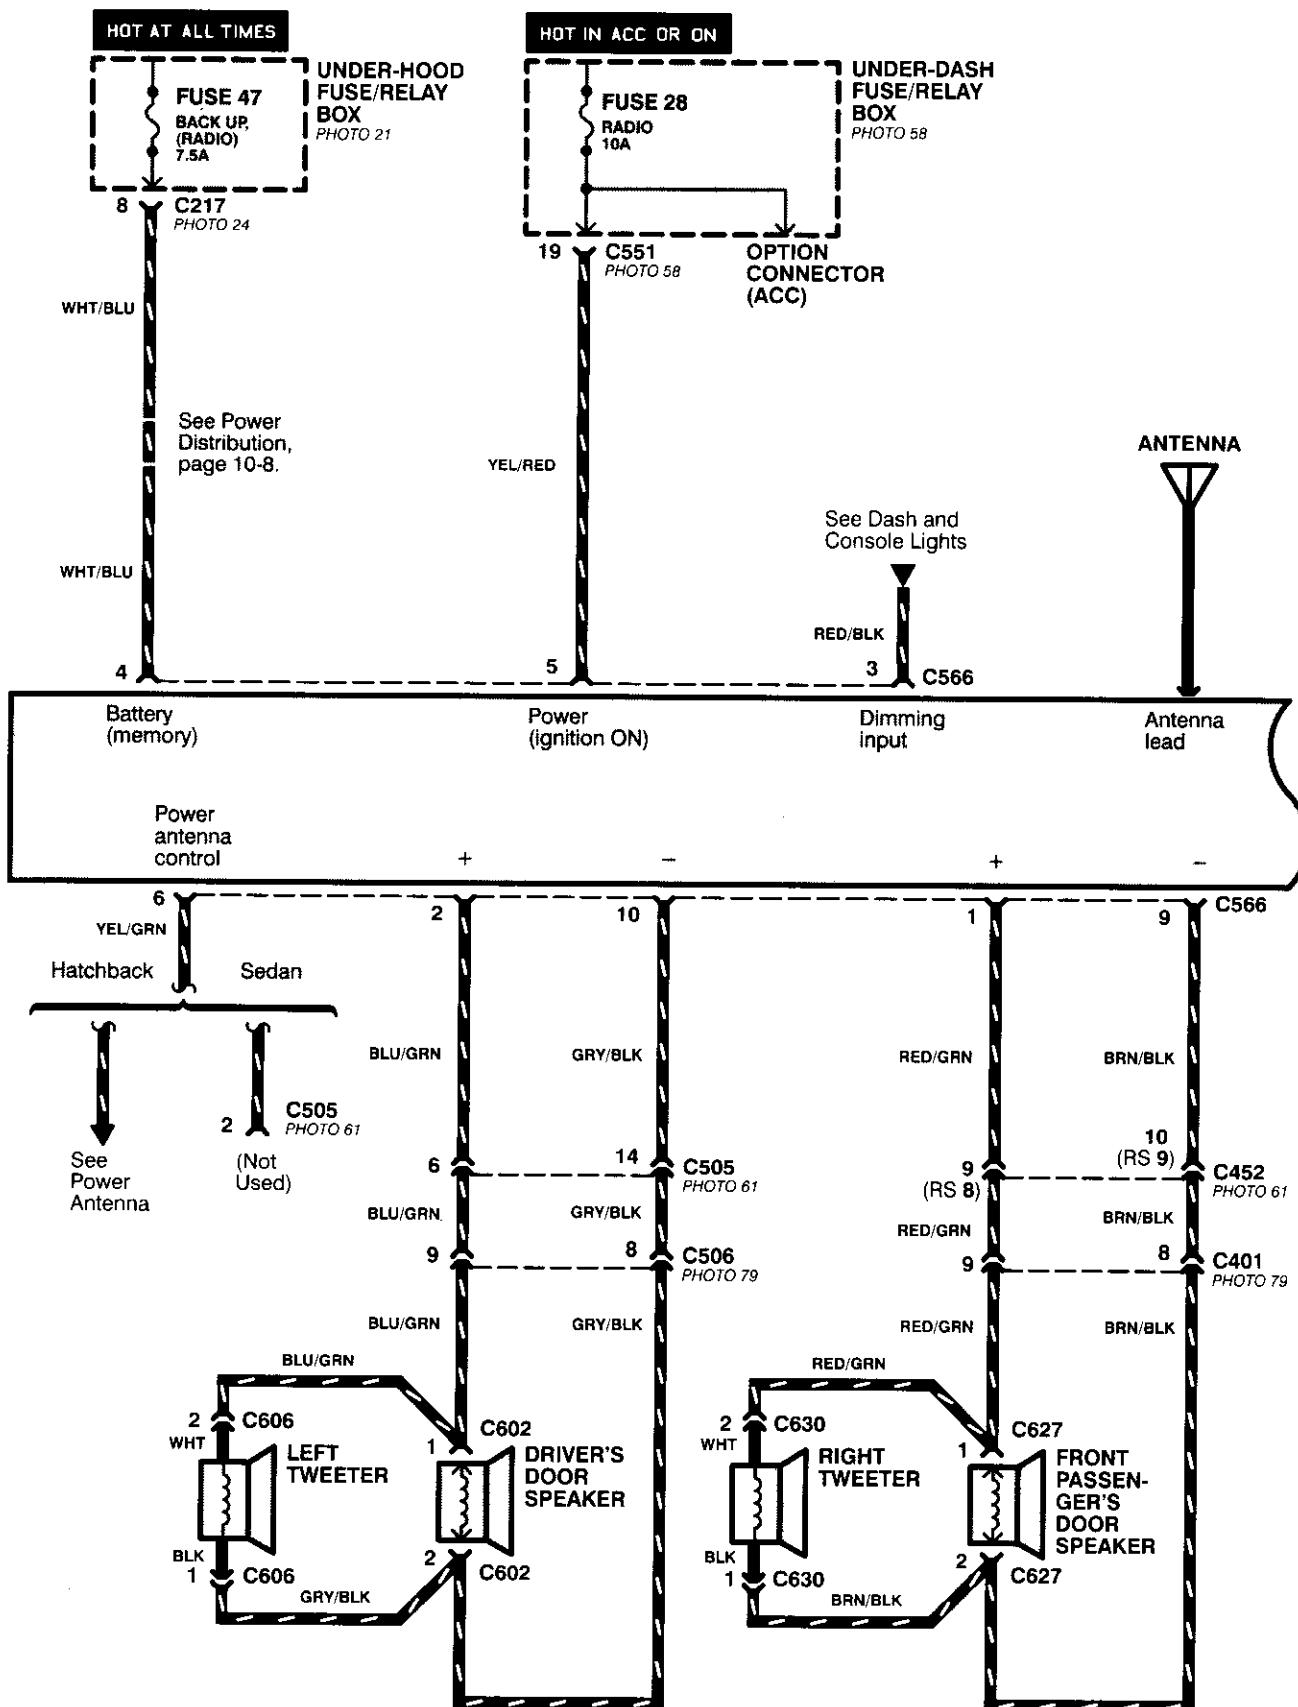 HOT AT ALL TIMES
HOT IN ACC OR ON
FUSE 47
BACK UP,
(RADIO)
7.5A
UNDER-HOOD
FUSE/RELAY
BOX
PHOTO 21
FUSE 28
RADIO
10A
UNDER-DASH
FUSE/RELAY
BOX
PHOTO 58
8
C217
PHOTO 24
19
C551
PHOTO 58
OPTION
CONNECTOR
(ACC)
WHT/BLU
See Power
Distribution,
page 10-8.
YEL/RED
ANTENNA
See Dash and
Console Lights
WHT/BLU
RED/BLK
4
5
3
C566
Battery
(memory)
Power
(ignition ON)
Dimming
input
Antenna
lead
Power
antenna
control
+
–
+
–
6
2
10
1
9
C566
YEL/GRN
Hatchback
Sedan
BLU/GRN
GRY/BLK
RED/GRN
BRN/BLK
2
C505
PHOTO 61
See
Power
Antenna
(Not
Used)
6
14
C505
PHOTO 61
9
(RS 8)
10
(RS 9)
C452
PHOTO 61
BLU/GRN
GRY/BLK
RED/GRN
BRN/BLK
9
8
C506
PHOTO 79
9
8
C401
PHOTO 79
BLU/GRN
GRY/BLK
RED/GRN
BRN/BLK
BLU/GRN
RED/GRN
2
C606
WHT
1
C602
2
C630
WHT
1
C627
LEFT
TWEETER
DRIVER'S
DOOR
SPEAKER
RIGHT
TWEETER
FRONT
PASSEN-
GER'S
DOOR
SPEAKER
BLK
1
C606
2
C602
BLK
1
C630
2
C627
GRY/BLK
BRN/BLK